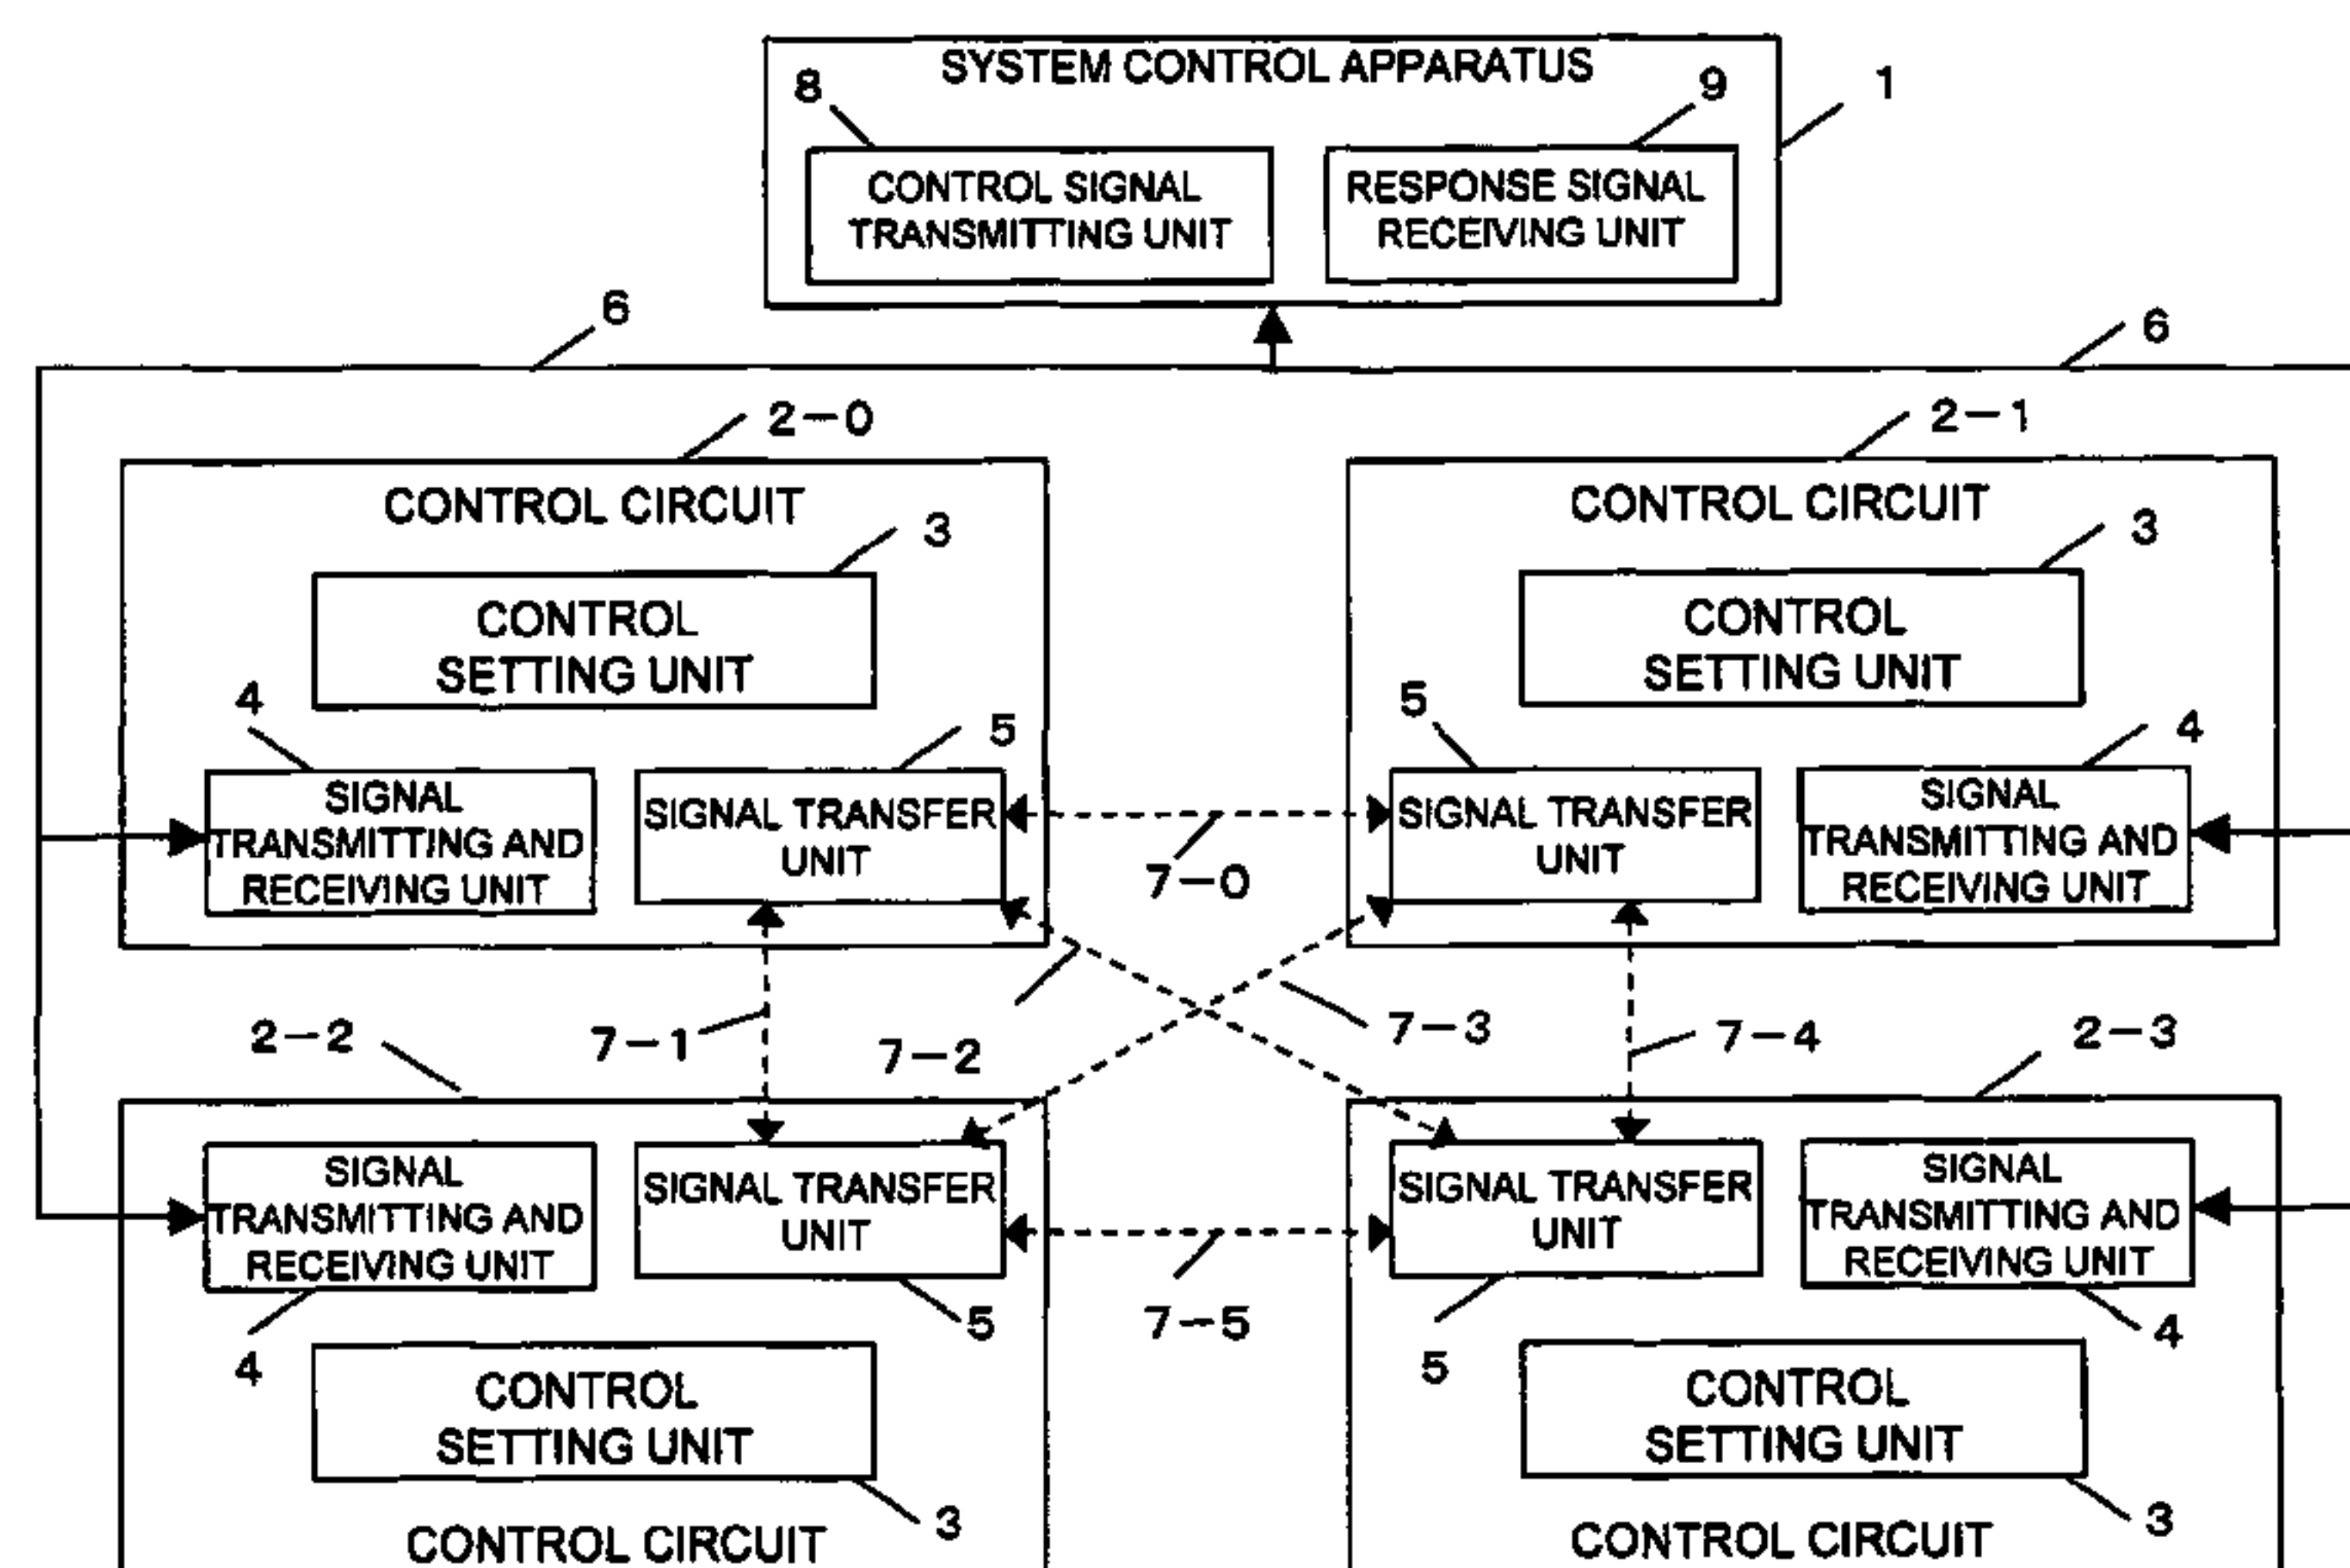 SYSTEM CONTROL APPARATUS
8
9
1
CONTROL SIGNAL
TRANSMITTING UNIT
RESPONSE SIGNAL
RECEIVING UNIT
6
6
2-0
2-1
CONTROL CIRCUIT
3
CONTROL
SETTING UNIT
4
5
SIGNAL
TRANSMITTING AND
RECEIVING UNIT
SIGNAL TRANSFER
UNIT
CONTROL CIRCUIT
3
CONTROL
SETTING UNIT
5
4
SIGNAL TRANSFER
UNIT
SIGNAL
TRANSMITTING AND
RECEIVING UNIT
7-0
7-1
7-2
7-3
7-4
2-2
2-3
SIGNAL
TRANSMITTING AND
RECEIVING UNIT
SIGNAL TRANSFER
UNIT
4
5
CONTROL
SETTING UNIT
3
CONTROL CIRCUIT
7-5
SIGNAL TRANSFER
UNIT
SIGNAL
TRANSMITTING AND
RECEIVING UNIT
5
4
CONTROL
SETTING UNIT
3
CONTROL CIRCUIT